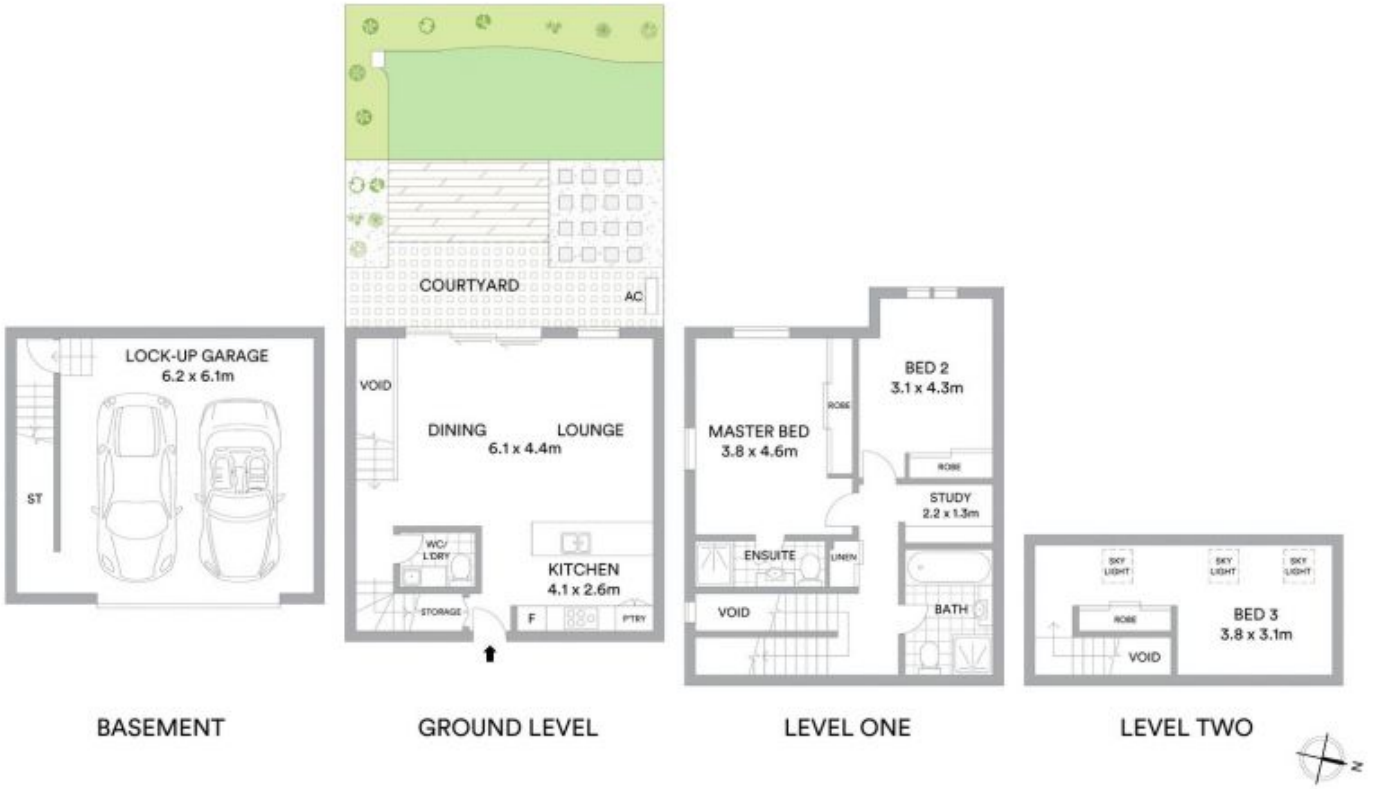 LOCK-UP GARAGE
6.2 x 6.1m
ST
BASEMENT
COURTYARD
AC
VOID
DINING
LOUNGE
6.1 x 4.4m
WC/
L'DRY
KITCHEN
4.1 x 2.6m
STORAGE
F
P'TRY
GROUND LEVEL
BED 2
3.1 x 4.3m
ROBE
MASTER BED
3.8 x 4.6m
ROBE
STUDY
2.2 x 1.3m
ENSUITE
LINEN
VOID
BATH
LEVEL ONE
SKY
LIGHT
SKY
LIGHT
SKY
LIGHT
ROBE
BED 3
3.8 x 3.1m
VOID
LEVEL TWO
N